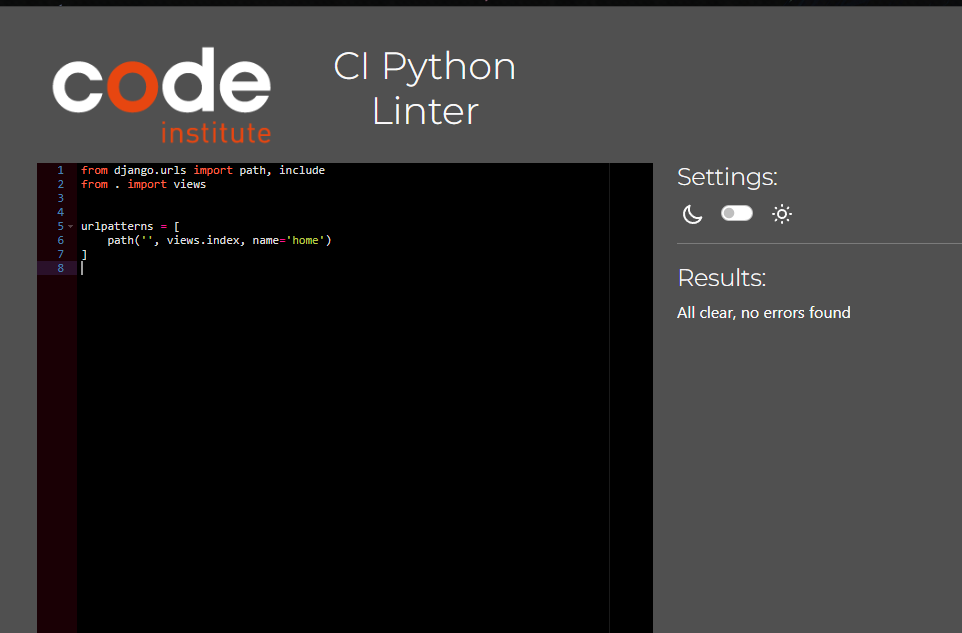 code
institute
CI Python
Linter
1 from django.urls import path, include
2 from . import views
3
4
5 urlpatterns = [
6     path('', views.index, name='home')
7 ]
8
Settings:
Results:
All clear, no errors found